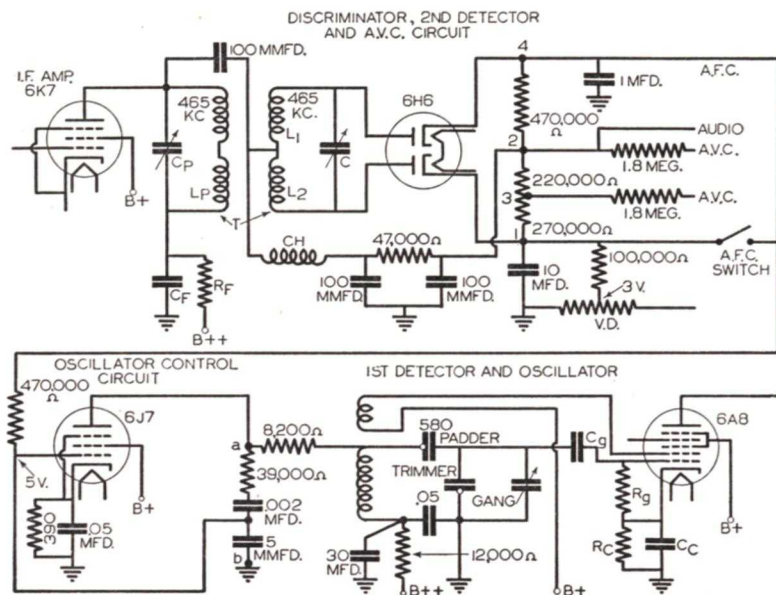 DISCRIMINATOR, 2ND DETECTOR
AND A.V.C. CIRCUIT
100 MMFD.
I.F. AMP.
6K7
465
KC
465
KC.
L1
6H6
4
1 MFD.
A.F.C.
470,000
Ω
CP
LP
L2
C
2
AUDIO
A.V.C.
1.8 MEG.
220,000Ω
3
A.V.C.
1.8 MEG.
B+
T
CH
47,000Ω
1
270,000Ω
100,000Ω
A.F.C.
SWITCH
CF
RF
100
MMFD.
100
MMFD.
10
MFD.
3V.
V.D.
B++
OSCILLATOR CONTROL
CIRCUIT
1ST DETECTOR AND OSCILLATOR
470,000
Ω
6J7
8,200Ω
a
580
PADDER
Cg
6A8
39,000Ω
TRIMMER
GANG
5V.
.002
MFD.
.05
Rg
390
.05
MFD.
B+
5
MMFD.
b
30
MFD.
12,000Ω
RC
CC
B+
B++
B+